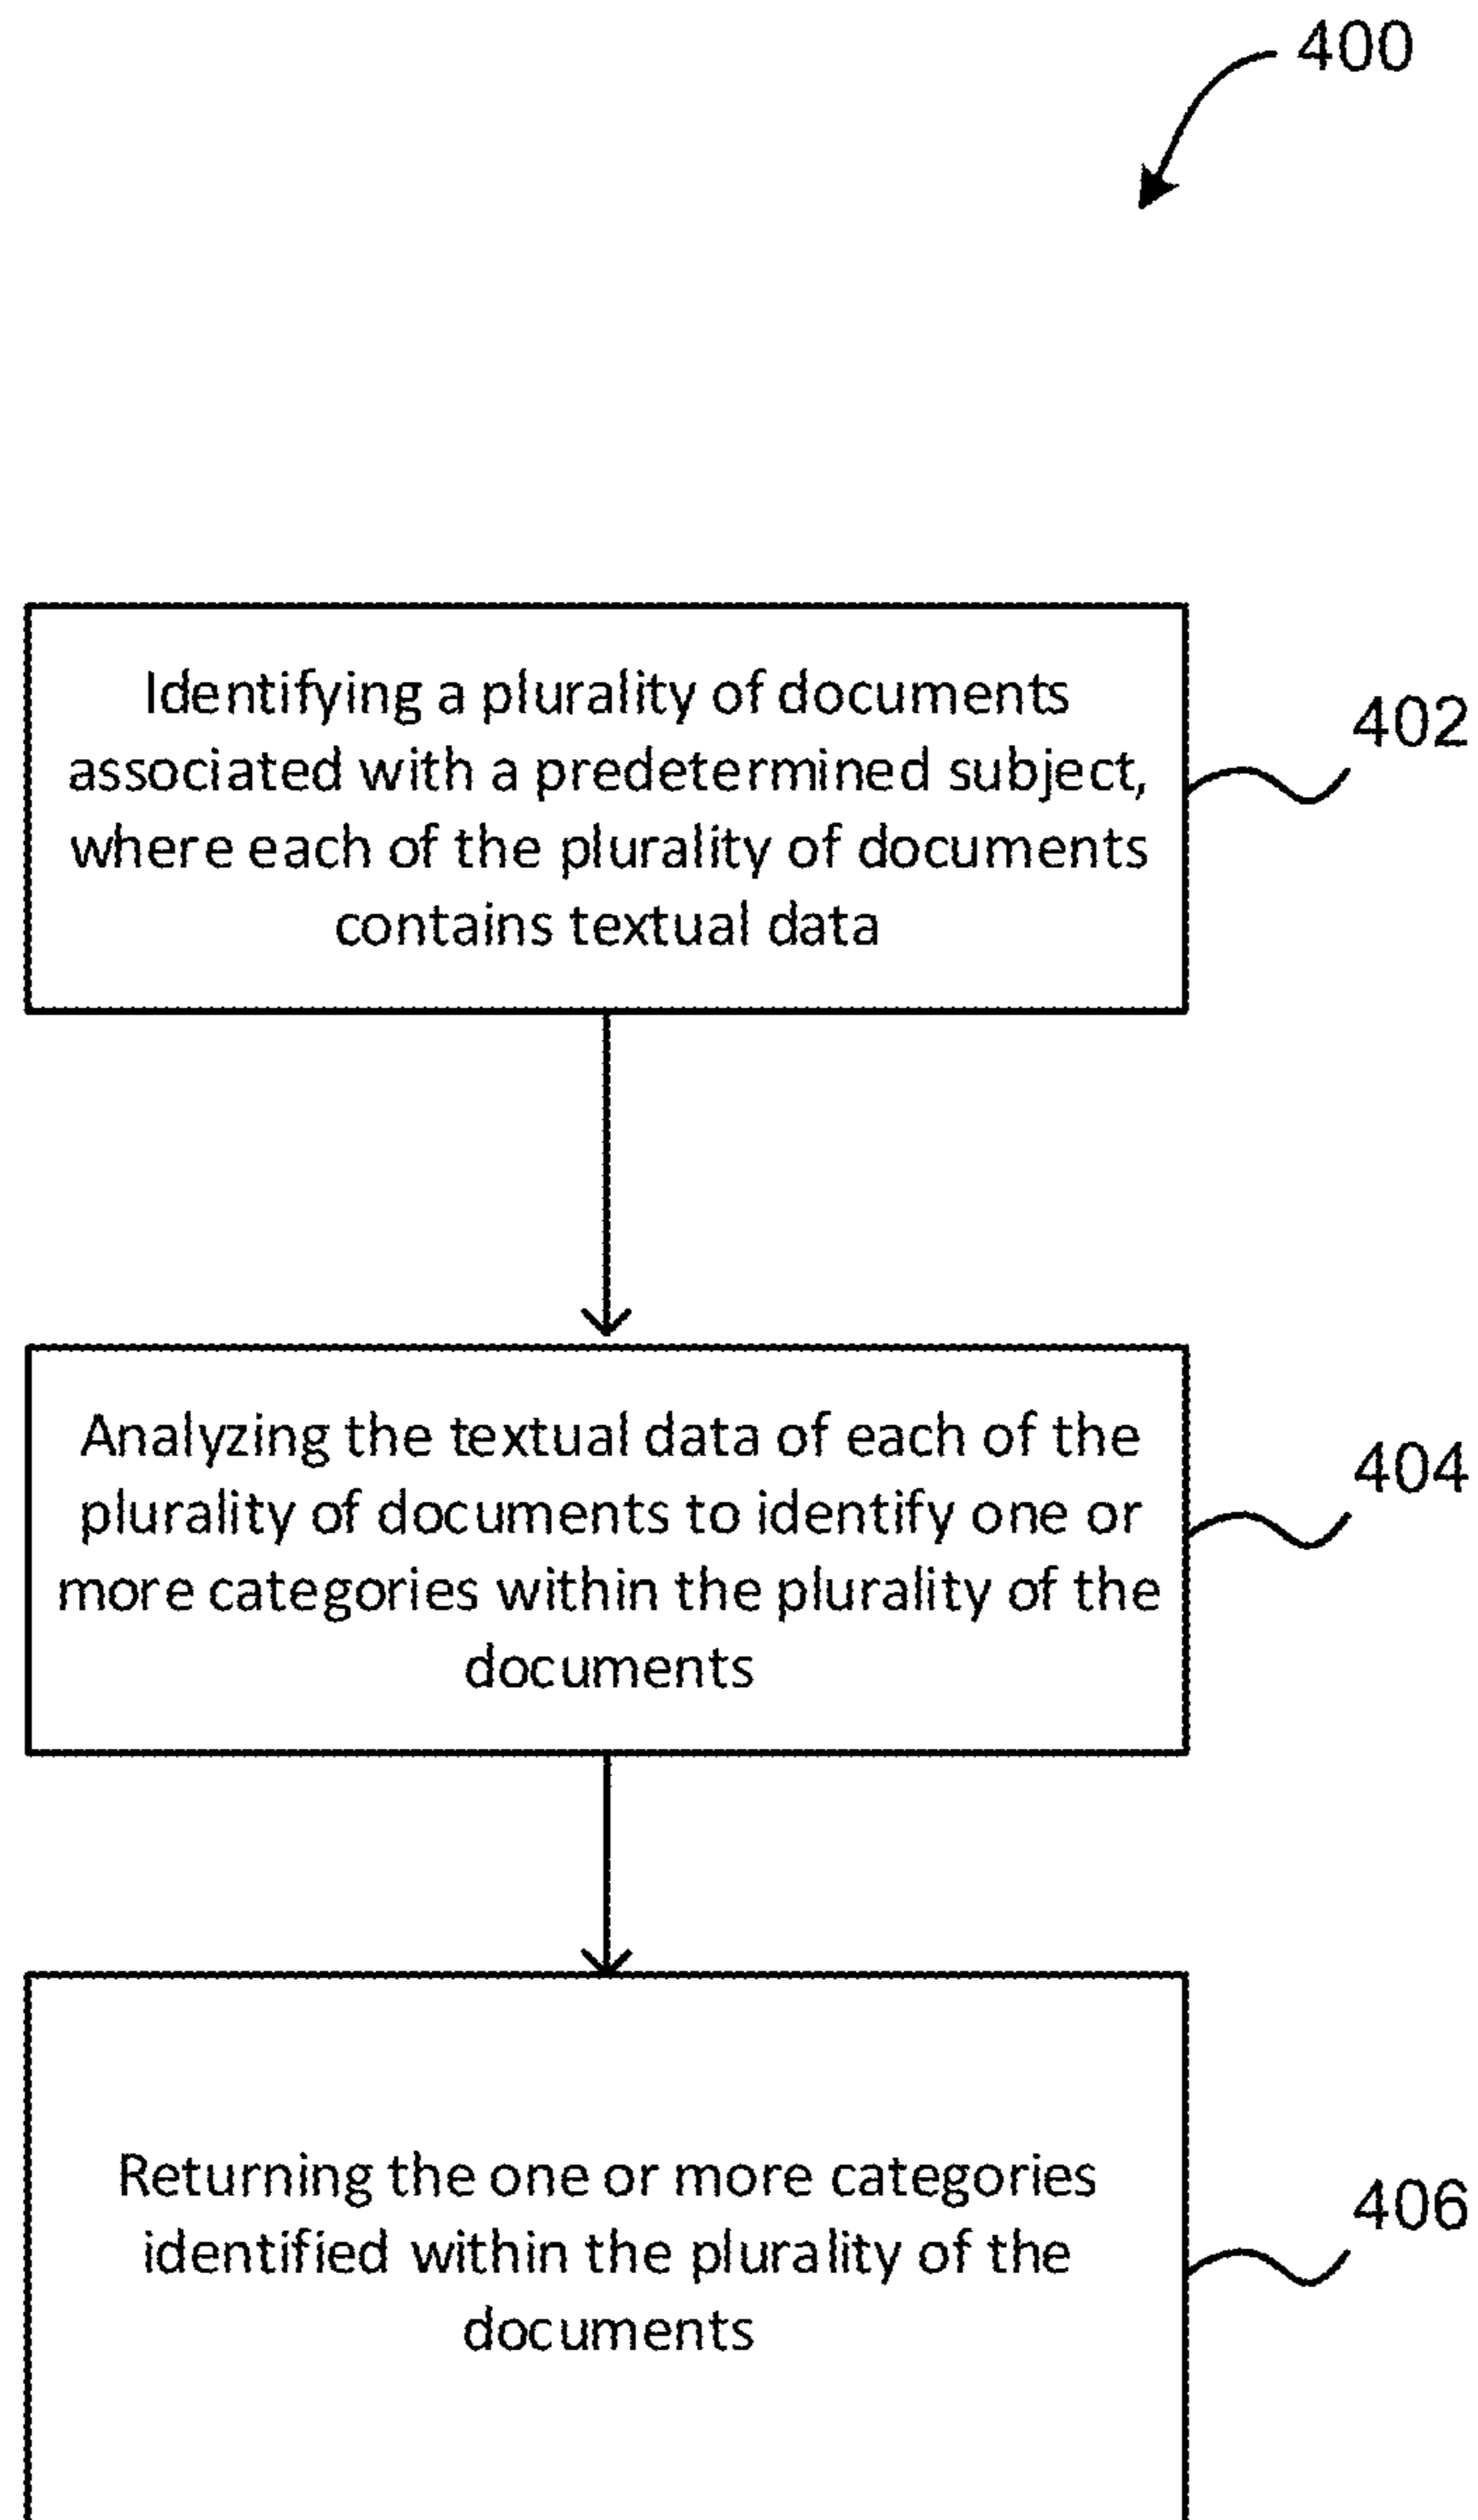 400
Identifying a plurality of documents
associated with a predetermined subject,
where each of the plurality of documents
contains textual data
402
Analyzing the textual data of each of the
plurality of documents to identify one or
more categories within the plurality of the
documents
404
Returning the one or more categories
identified within the plurality of the
documents
406